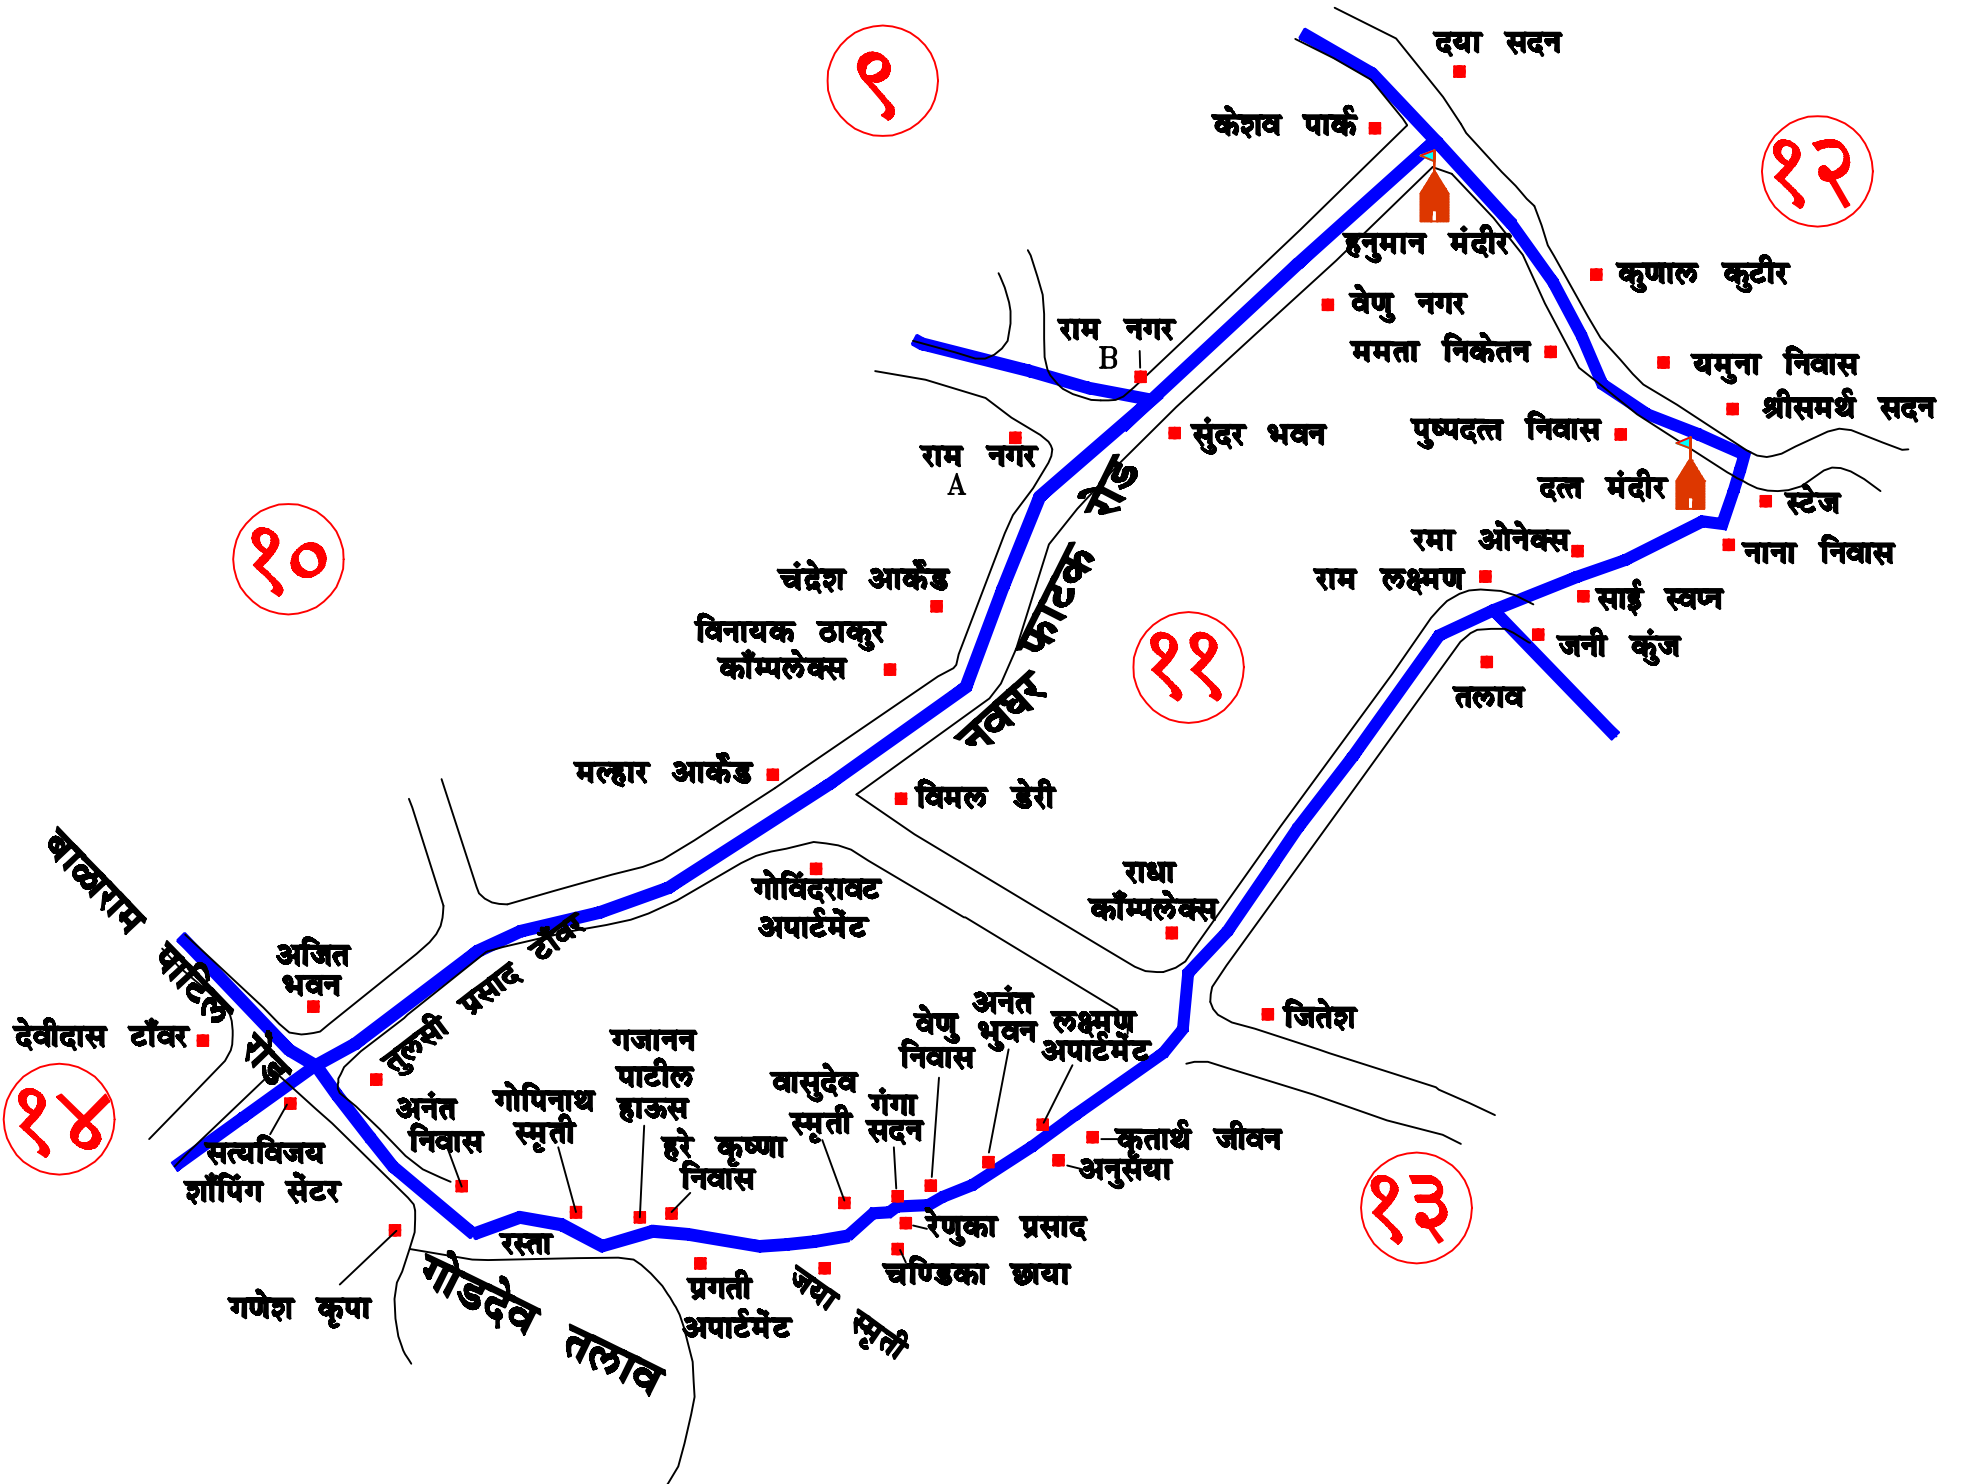 ९
दया सदन
केशव पार्क
१२
हनुमान मंदीर
कुणाल कुटीर
वेणु नगर
राम नगर
B
ममता निकेतन
यमुना निवास
श्रीसमर्थ सदन
पुष्पदत्त निवास
सुंदर भवन
राम नगर
A
दत्त मंदीर
स्टेज
रमा ओनेक्स
नाना निवास
राम लक्ष्मण
साई स्वप्न
जनी कुंज
तलाव
१०
चंद्रेश आर्केड
विनायक ठाकुर
कॉंम्पलेक्स
११
नवघर फाटक रोड
मल्हार आर्केड
विमल डेरी
गोविंदरावट
अपार्टमेंट
राधा
कॉंम्पलेक्स
बाळाराम पाटिल रोड
अजित
भवन
देवीदास टॉंवर
तुलसी प्रसाद टॉंवर
जितेश
अनंत
भुवन
लक्ष्मण
अपार्टमेंट
वेणु
निवास
गजानन
पाटील
हाऊस
वासुदेव
स्मृती
गंगा
सदन
गोपिनाथ
स्मृती
अनंत
निवास
१४
हरे कृष्णा
निवास
सत्यविजय
शॉंपिंग सेंटर
कृतार्थ जीवन
अनुसया
१३
रेणुका प्रसाद
चण्डिका छाया
रस्ता
गोडदेव तलाव
प्रगती
अपार्टमेंट
जया स्मृती
गणेश कृपा